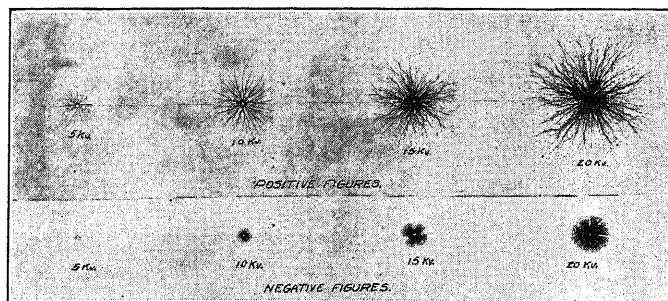 5 Kv.
10 Kv.
15 Kv.
20 Kv.
POSITIVE FIGURES.
5 Kv.
10 Kv.
15 Kv.
20 Kv.
NEGATIVE FIGURES.